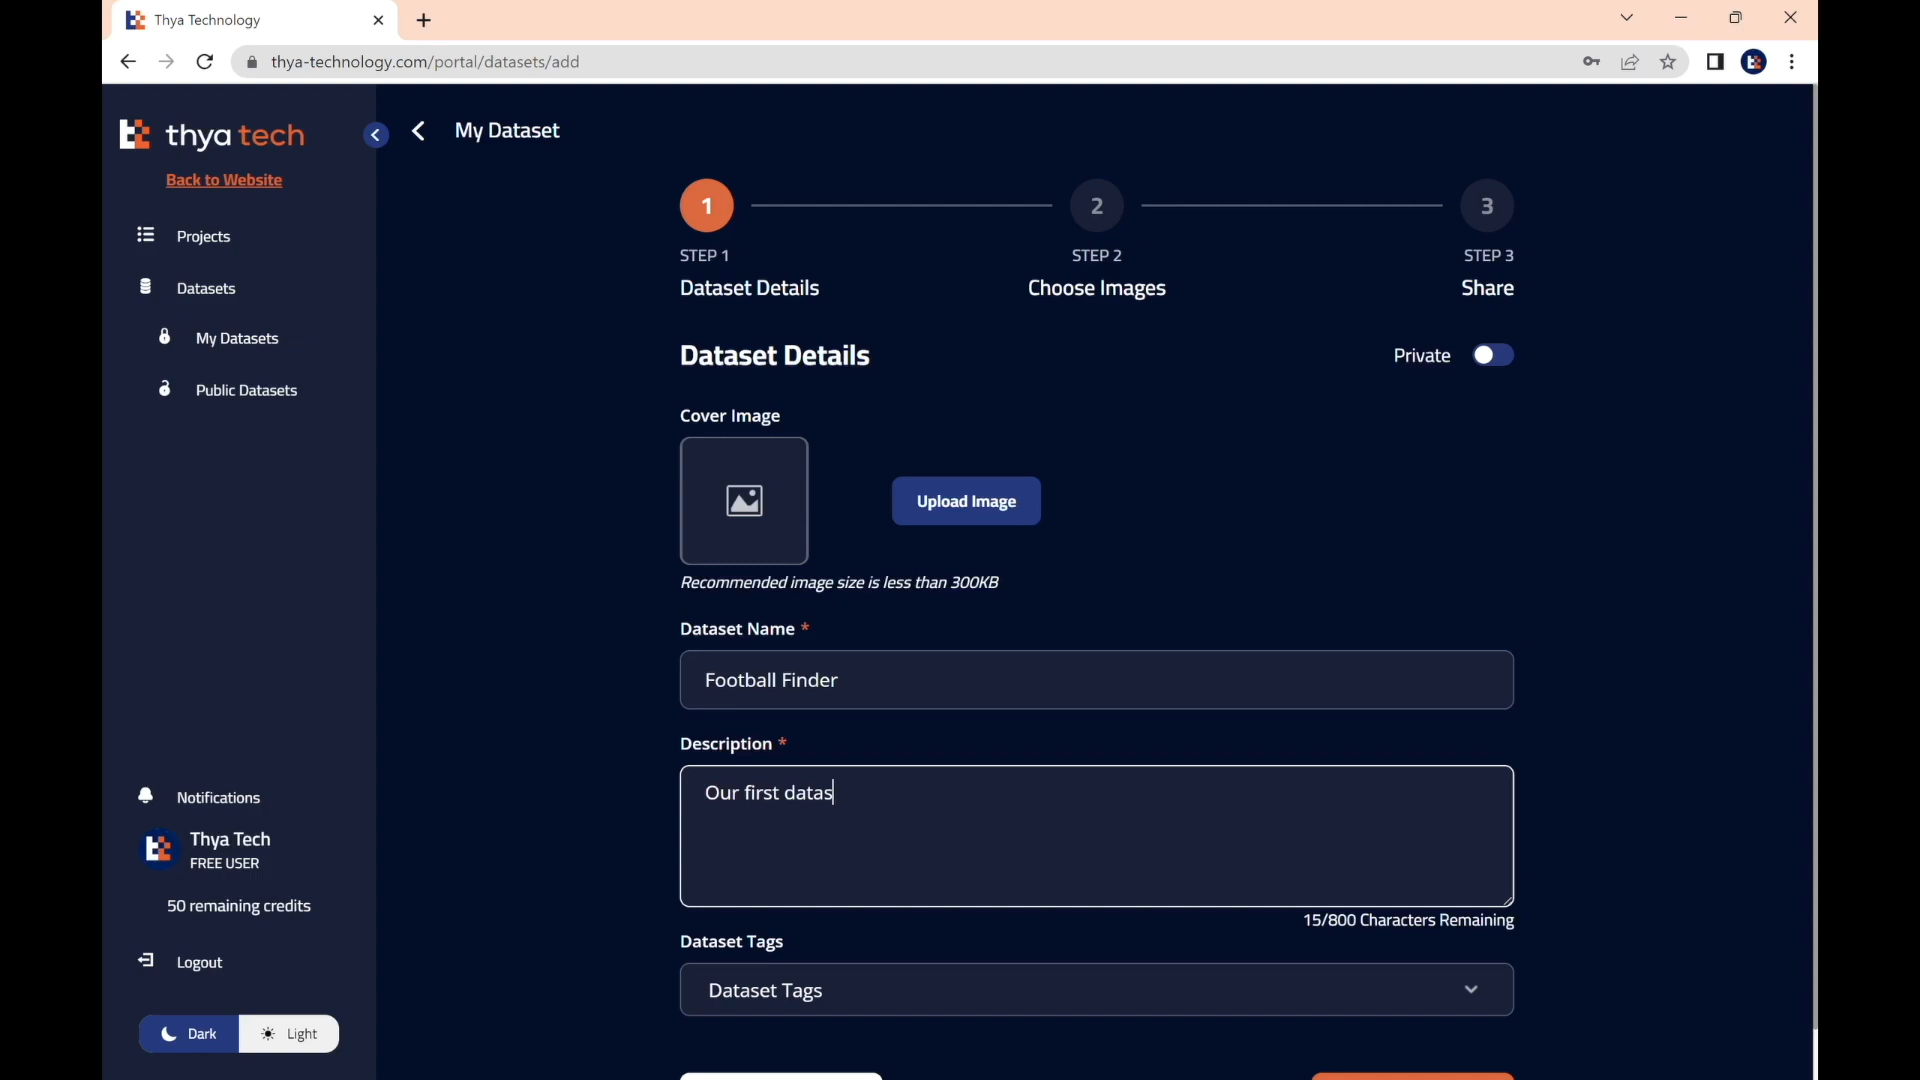 Thya Technology
thya-technology.com/portal/datasets/add
thya tech
Back to Website
Projects
Datasets
My Datasets
Public Datasets
Notifications
Thya Tech
FREE USER
50 remaining credits
Logout
Dark
Light
My Dataset
1
2
3
STEP 1
STEP 2
STEP 3
Dataset Details
Choose Images
Share
Dataset Details
Private
Cover Image
Upload Image
Recommended image size is less than 300KB
Dataset Name *
Football Finder
Description *
Our first datas
15/800 Characters Remaining
Dataset Tags
Dataset Tags